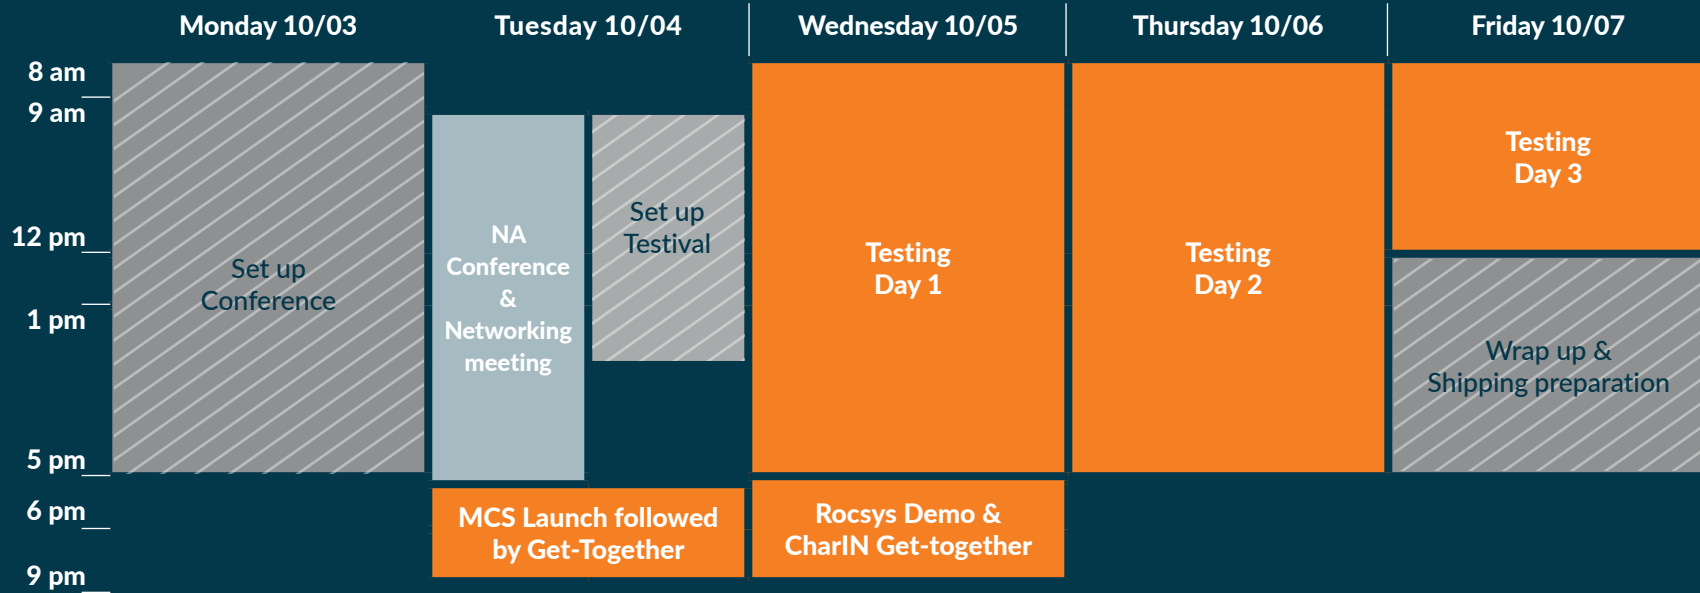 Monday 10/03
Tuesday 10/04
Wednesday 10/05
Thursday 10/06
Friday 10/07
8 am
9 am
12 pm
1 pm
5 pm
6 pm
9 pm
Set up
Conference
NA
Conference
&
Networking
meeting
Set up
Testival
MCS Launch followed
by Get-Together
Testing
Day 1
Rocsys Demo &
CharIN Get-together
Testing
Day 2
Testing
Day 3
Wrap up &
Shipping preparation